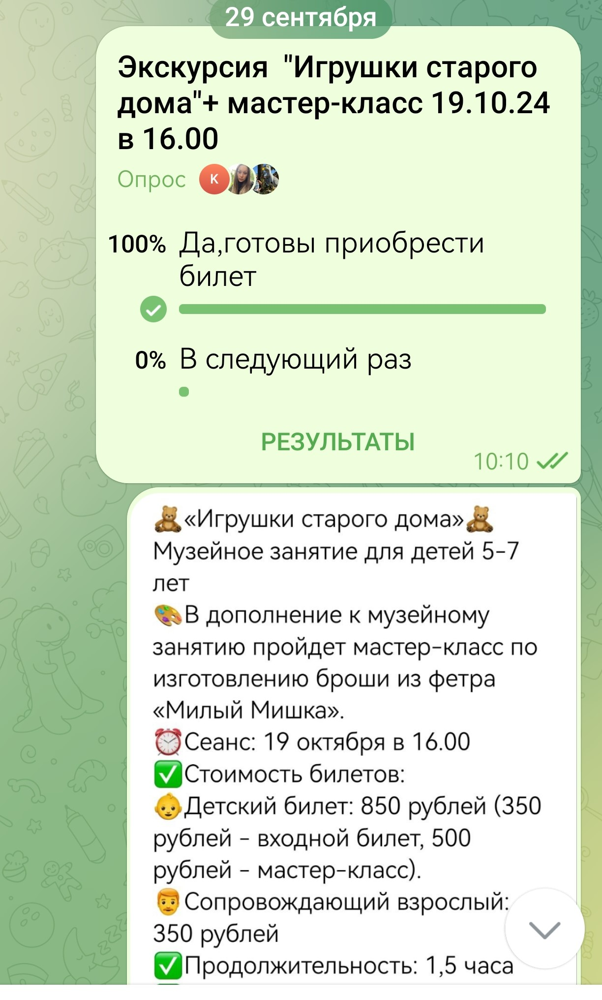 29 сентября
Экскурсия "Игрушки старого
дома"+ мастер-класс 19.10.24
в 16.00
Опрос K
100% Да,готовы приобрести
билет
0% В следующий раз
РЕЗУЛЬТАТЫ
10:10
«Игрушки старого дома»
Музейное занятие для детей 5-7
лет
В дополнение к музейному
занятию пройдет мастер-класс по
изготовлению броши из фетра
«Милый Мишка».
Сеанс: 19 октября в 16.00
Стоимость билетов:
Детский билет: 850 рублей (350
рублей - входной билет, 500
рублей - мастер-класс).
Сопровождающий взрослый:
350 рублей
Продолжительность: 1,5 часа